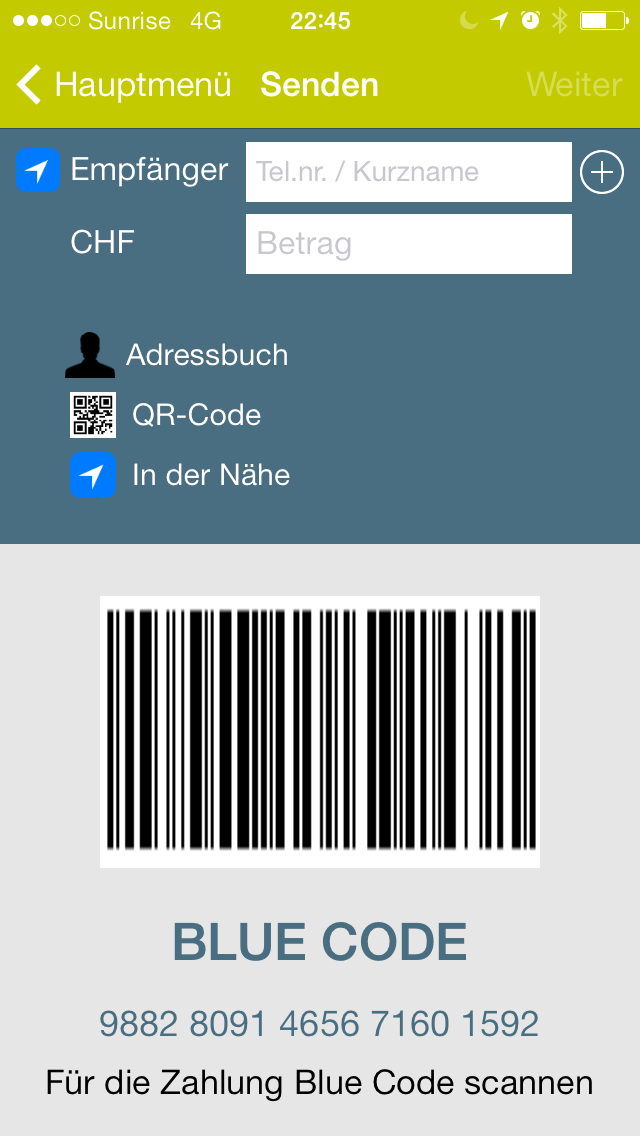 Sunrise 4G 22:45
Hauptmenü Senden Weiter
Empfänger Tel.nr. / Kurzname
CHF Betrag
Adressbuch
QR-Code
In der Nähe
BLUE CODE
9882 8091 4656 7160 1592
Für die Zahlung Blue Code scannen